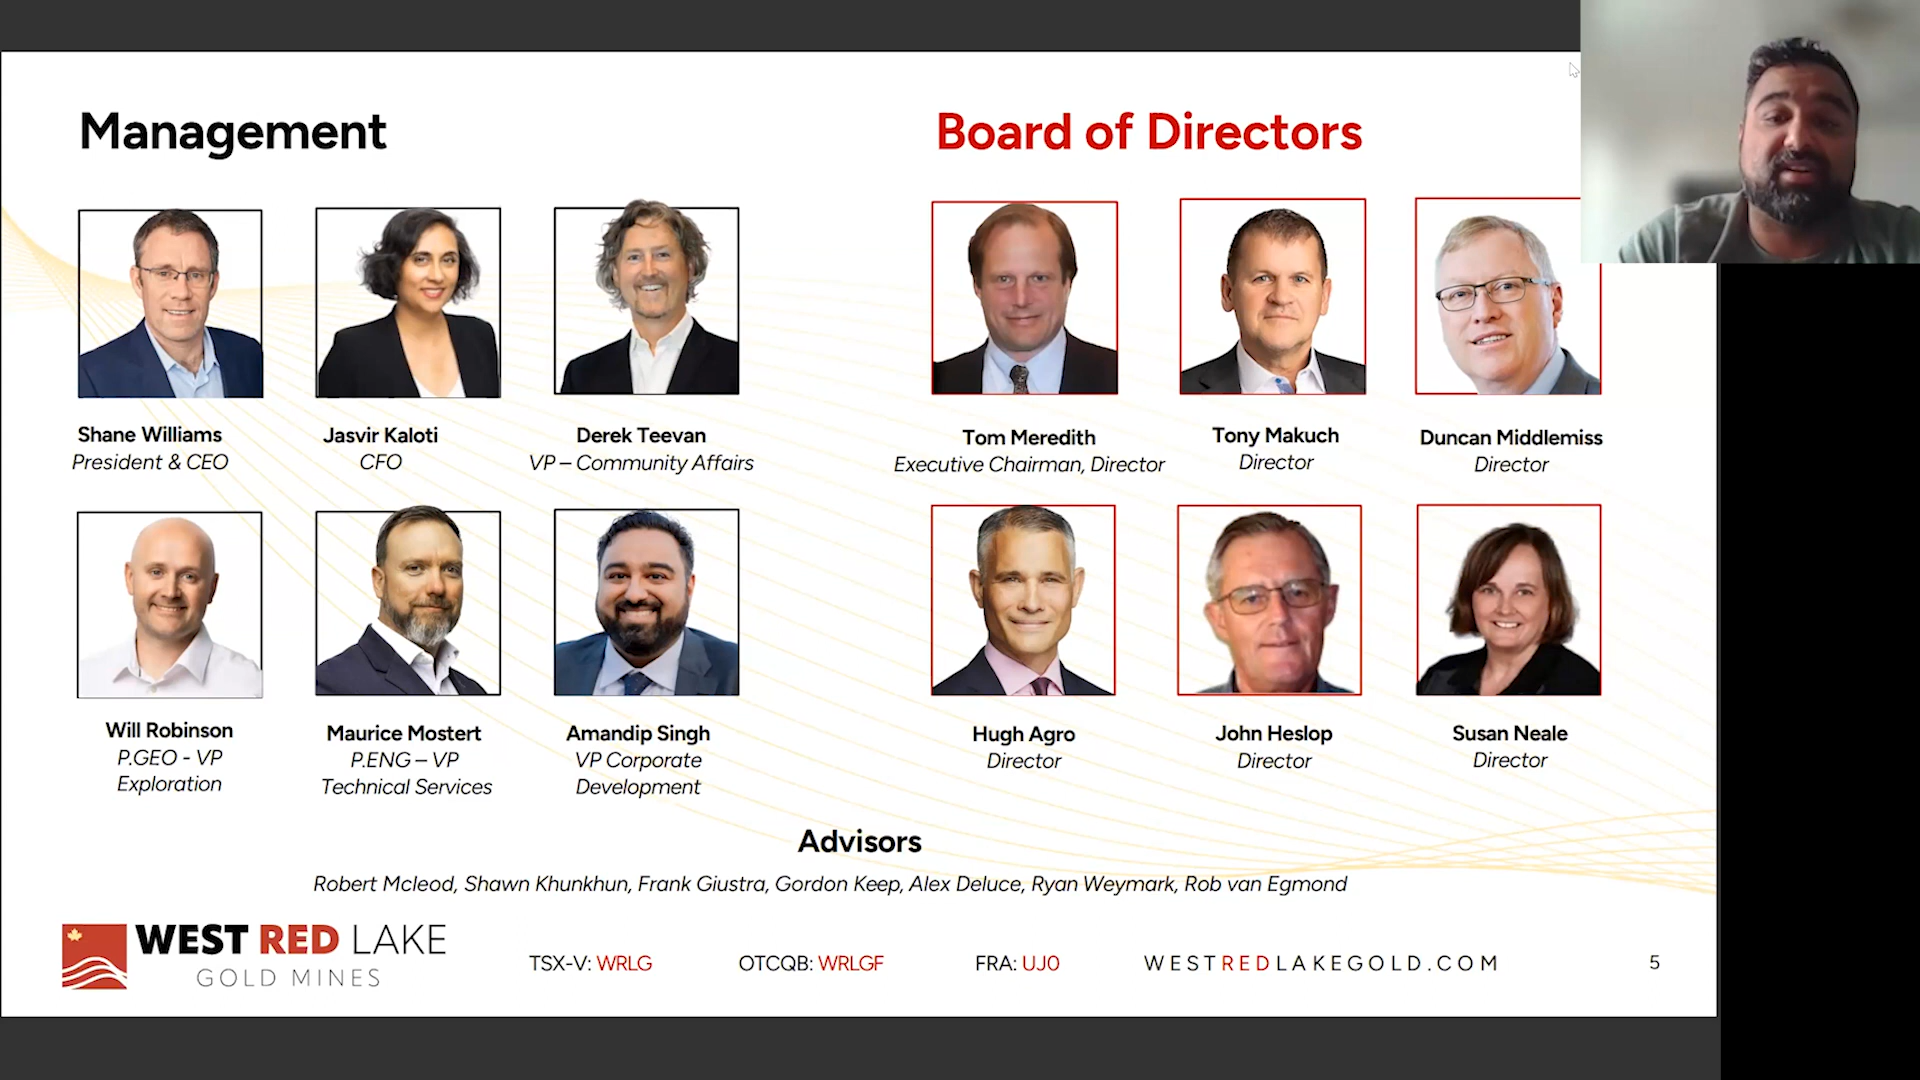 Management
Board of Directors
Shane Williams
President & CEO
Jasvir Kaloti
CFO
Derek Teevan
VP – Community Affairs
Tom Meredith
Executive Chairman, Director
Tony Makuch
Director
Duncan Middlemiss
Director
Will Robinson
P.GEO - VP
Exploration
Maurice Mostert
P.ENG – VP
Technical Services
Amandip Singh
VP Corporate
Development
Hugh Agro
Director
John Heslop
Director
Susan Neale
Director
Advisors
Robert Mcleod, Shawn Khunkhun, Frank Giustra, Gordon Keep, Alex Deluce, Ryan Weymark, Rob van Egmond
WEST RED LAKE
GOLD MINES
TSX-V: WRLG
OTCQB: WRLGF
FRA: UJ0
WESTREDLAKEGOLD.COM
5